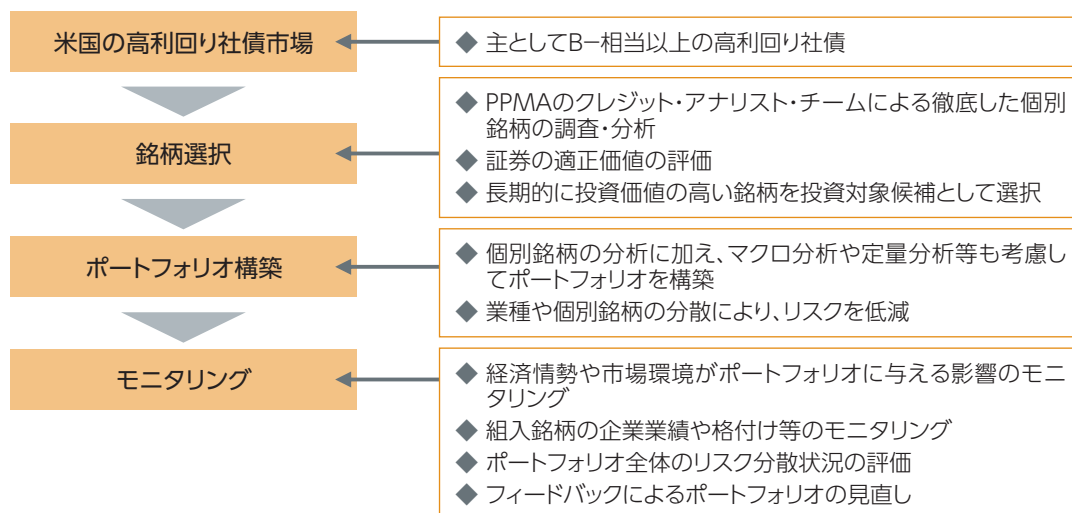 米国の高利回り社債市場
◆ 主としてB−相当以上の高利回り社債
銘柄選択
◆ PPMAのクレジット・アナリスト・チームによる徹底した個別
銘柄の調査・分析
◆ 証券の適正価値の評価
◆ 長期的に投資価値の高い銘柄を投資対象候補として選択
ポートフォリオ構築
◆ 個別銘柄の分析に加え、マクロ分析や定量分析等も考慮し
てポートフォリオを構築
◆ 業種や個別銘柄の分散により、リスクを低減
モニタリング
◆ 経済情勢や市場環境がポートフォリオに与える影響のモニ
タリング
◆ 組入銘柄の企業業績や格付け等のモニタリング
◆ ポートフォリオ全体のリスク分散状況の評価
◆ フィードバックによるポートフォリオの見直し